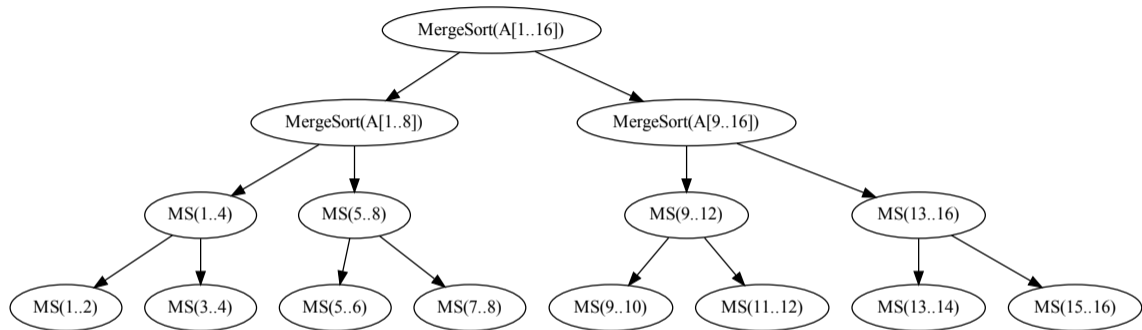 MergeSort(A[1..16])
MergeSort(A[1..8])
MergeSort(A[9..16])
MS(1..4)
MS(5..8)
MS(9..12)
MS(13..16)
MS(1..2)
MS(3..4)
MS(5..6)
MS(7..8)
MS(9..10)
MS(11..12)
MS(13..14)
MS(15..16)